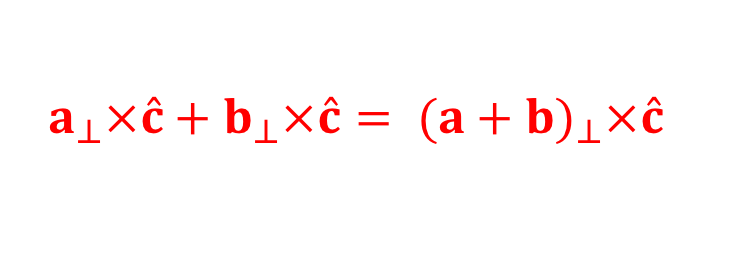 𝐚⊥×𝐜̂ + 𝐛⊥×𝐜̂ = (𝐚 + 𝐛)⊥×𝐜̂